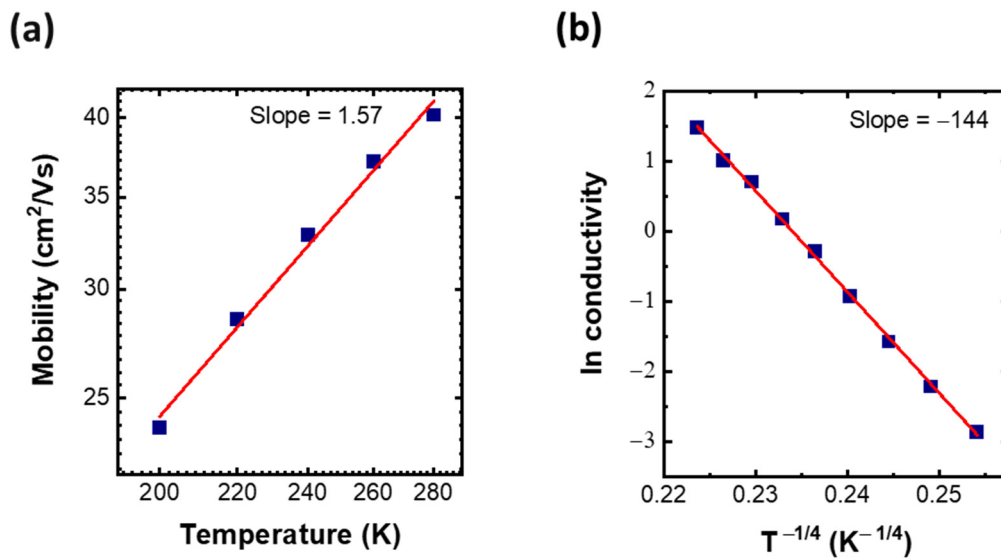 (a)
Slope = 1.57
40
35
30
25
Mobility (cm²/Vs)
200 220 240 260 280
Temperature (K)
(b)
Slope = −144
2
1
0
−1
−2
−3
ln conductivity
0.22 0.23 0.24 0.25
T⁻¹/⁴ (K⁻¹/⁴)